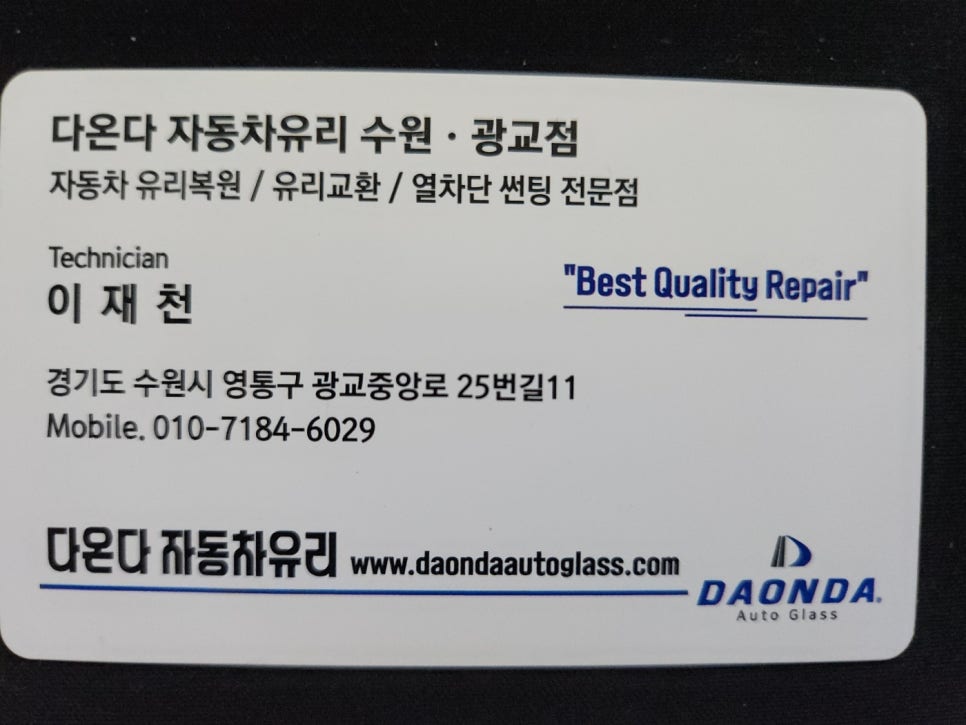 다온다 자동차유리 수원 · 광교점
자동차 유리복원 / 유리교환 / 열차단 썬팅 전문점
Technician
이 재 천
"Best Quality Repair"
경기도 수원시 영통구 광교중앙로 25번길11
Mobile. 010-7184-6029
다온다 자동차유리 www.daondaautoglass.com
DAONDA.
Auto Glass